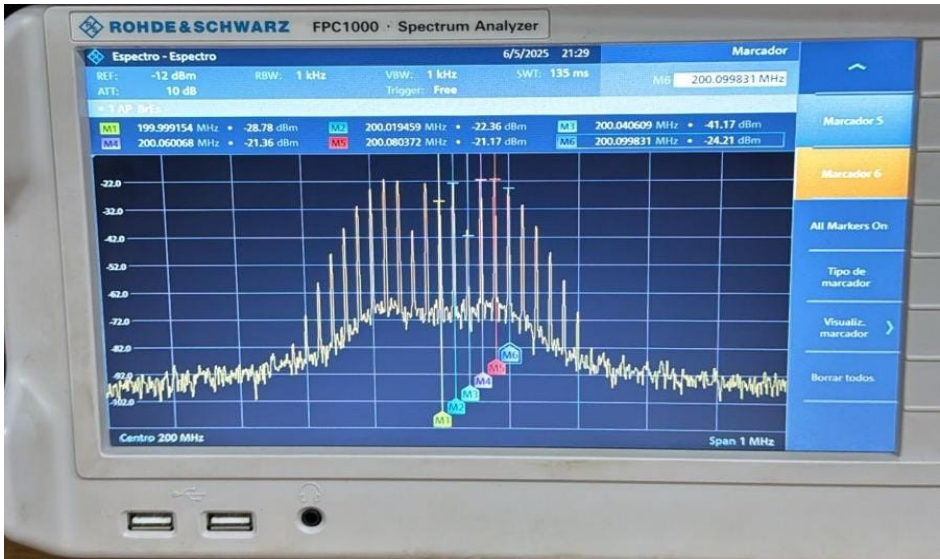 ROHDE&SCHWARZ FPC1000 · Spectrum Analyzer
Espectro - Espectro 6/5/2025 21:29 Marcador
REF: -12 dBm RBW: 1 kHz VBW: 1 kHz SWT: 135 ms M6 200.099831 MHz
ATT: 10 dB Trigger: Free
1 AP
M1 199.999154 MHz • -28.78 dBm M2 200.019459 MHz • -22.36 dBm M3 200.040609 MHz • -41.17 dBm
M4 200.060068 MHz • -21.36 dBm M5 200.080372 MHz • -21.17 dBm M6 200.099831 MHz • -24.21 dBm
-22.0
-32.0
-42.0
-52.0
-62.0
-72.0
-82.0
-92.0
-102.0
M6
M5
M4
M3
M2
M1
Centro 200 MHz Span 1 MHz
Marcador 5
Marcador 6
All Markers On
Tipo de
marcador
Visualiz..
marcador
Borrar todos